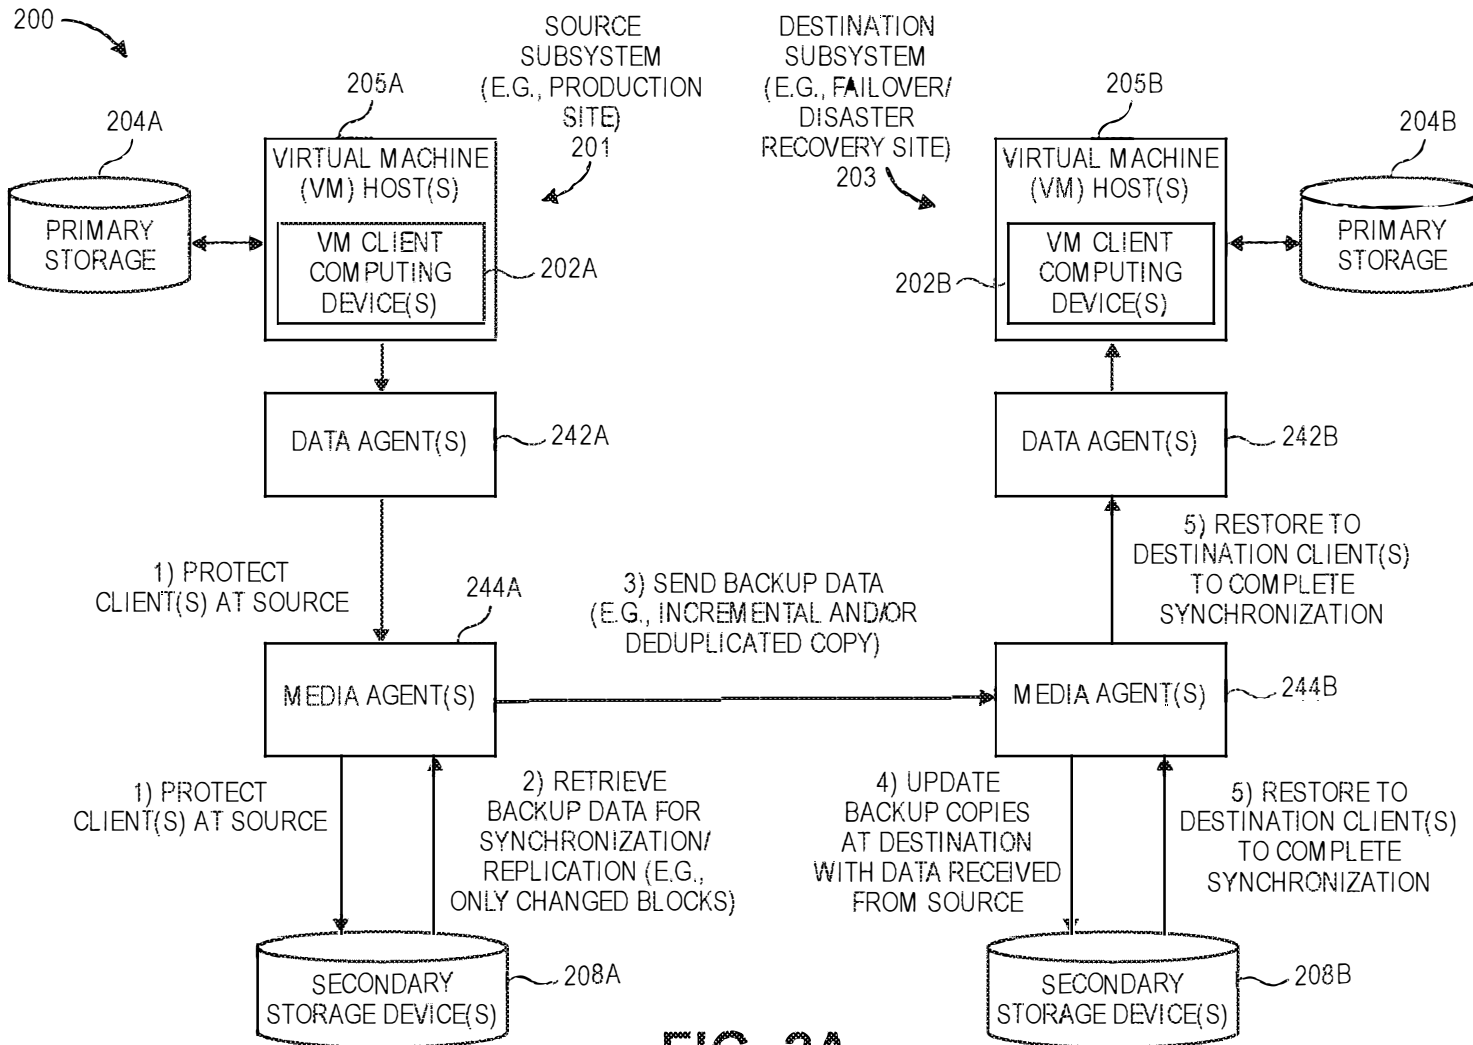 200
SOURCE
SUBSYSTEM
(E.G., PRODUCTION
SITE)
201
DESTINATION
SUBSYSTEM
(E.G., FAILOVER/
DISASTER
RECOVERY SITE)
203
204A
205A
205B
204B
PRIMARY
STORAGE
VIRTUAL MACHINE
(VM) HOST(S)
VM CLIENT
COMPUTING
DEVICE(S)
202A
VIRTUAL MACHINE
(VM) HOST(S)
VM CLIENT
COMPUTING
DEVICE(S)
202B
PRIMARY
STORAGE
DATA AGENT(S)
242A
DATA AGENT(S)
242B
1) PROTECT
CLIENT(S) AT SOURCE
244A
3) SEND BACKUP DATA
(E.G., INCREMENTAL AND/OR
DEDUPLICATED COPY)
5) RESTORE TO
DESTINATION CLIENT(S)
TO COMPLETE
SYNCHRONIZATION
MEDIA AGENT(S)
MEDIA AGENT(S)
244B
1) PROTECT
CLIENT(S) AT SOURCE
2) RETRIEVE
BACKUP DATA FOR
SYNCHRONIZATION/
REPLICATION (E.G.,
ONLY CHANGED BLOCKS)
4) UPDATE
BACKUP COPIES
AT DESTINATION
WITH DATA RECEIVED
FROM SOURCE
5) RESTORE TO
DESTINATION CLIENT(S)
TO COMPLETE
SYNCHRONIZATION
SECONDARY
STORAGE DEVICE(S)
208A
SECONDARY
STORAGE DEVICE(S)
208B
FIG. 2A